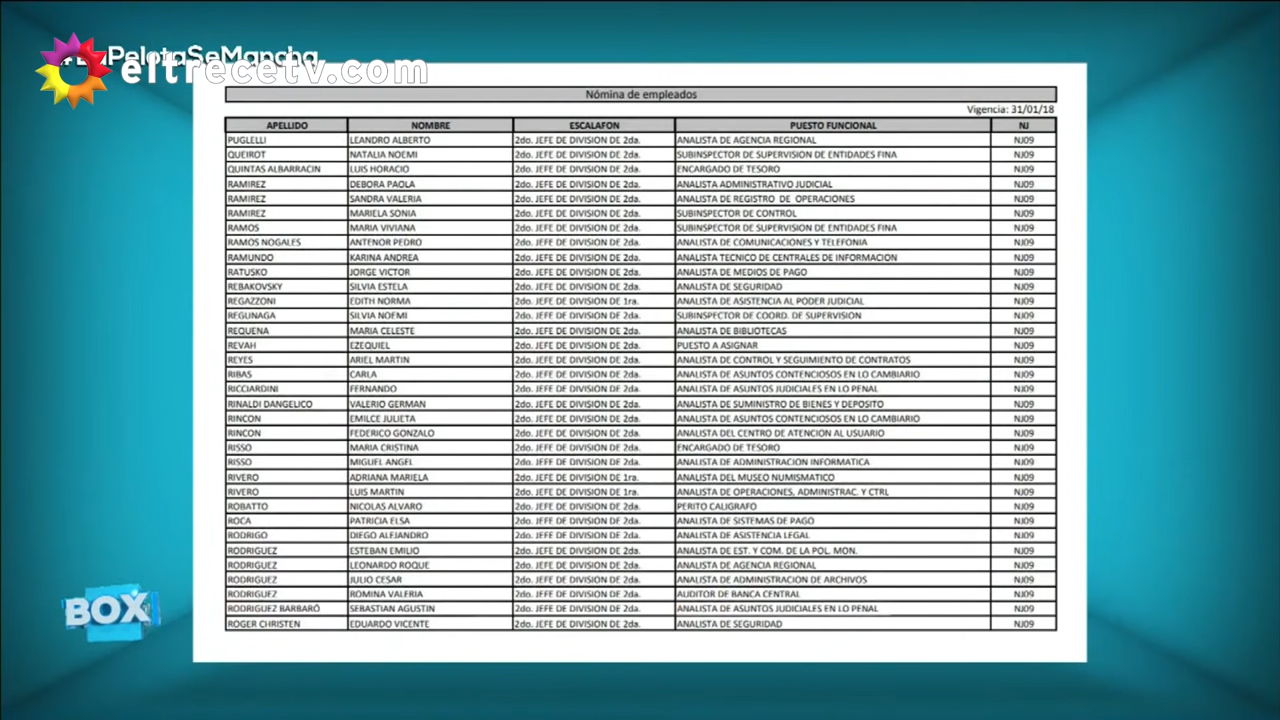 #LaPelotaSeMancha
eltrecetv.com
Nómina de empleados
Vigencia: 31/01/18
APELLIDO NOMBRE ESCALAFON PUESTO FUNCIONAL NJ
PUGLELLI LEANDRO ALBERTO 2do. JEFE DE DIVISION DE 2da. ANALISTA DE AGENCIA REGIONAL NJ09
QUEIROT NATALIA NOEMI 2do. JEFE DE DIVISION DE 2da. SUBINSPECTOR DE SUPERVISION DE ENTIDADES FINA NJ09
QUINTAS ALBARRACIN LUIS HORACIO 2do. JEFE DE DIVISION DE 2da. ENCARGADO DE TESORO NJ09
RAMIREZ DEBORA PAOLA 2do. JEFE DE DIVISION DE 2da. ANALISTA ADMINISTRATIVO JUDICIAL NJ09
RAMIREZ SANDRA VALERIA 2do. JEFE DE DIVISION DE 2da. ANALISTA DE REGISTRO DE OPERACIONES NJ09
RAMIREZ MARIELA SONIA 2do. JEFE DE DIVISION DE 2da. SUBINSPECTOR DE CONTROL NJ09
RAMOS MARIA VIVIANA 2do. JEFE DE DIVISION DE 2da. SUBINSPECTOR DE SUPERVISION DE ENTIDADES FINA NJ09
RAMOS NOGALES ANTENOR PEDRO 2do. JEFE DE DIVISION DE 2da. ANALISTA DE COMUNICACIONES Y TELEFONIA NJ09
RAMUNDO KARINA ANDREA 2do. JEFE DE DIVISION DE 2da. ANALISTA TECNICO DE CENTRALES DE INFORMACION NJ09
RATUSKO JORGE VICTOR 2do. JEFE DE DIVISION DE 2da. ANALISTA DE MEDIOS DE PAGO NJ09
REBAKOVSKY SILVIA ESTELA 2do. JEFE DE DIVISION DE 2da. ANALISTA DE SEGURIDAD NJ09
REGAZZONI EDITH NORMA 2do. JEFE DE DIVISION DE 1ra. ANALISTA DE ASISTENCIA AL PODER JUDICIAL NJ09
REGUNAGA SILVIA NOEMI 2do. JEFE DE DIVISION DE 2da. SUBINSPECTOR DE COORD. DE SUPERVISION NJ09
REQUENA MARIA CELESTE 2do. JEFE DE DIVISION DE 2da. ANALISTA DE BIBLIOTECAS NJ09
REVAH EZEQUIEL 2do. JEFE DE DIVISION DE 2da. PUESTO A ASIGNAR NJ09
REYES ARIEL MARTIN 2do. JEFE DE DIVISION DE 2da. ANALISTA DE CONTROL Y SEGUIMIENTO DE CONTRATOS NJ09
RIBAS CARLA 2do. JEFE DE DIVISION DE 2da. ANALISTA DE ASUNTOS CONTENCIOSOS EN LO CAMBIARIO NJ09
RICCIARDINI FERNANDO 2do. JEFE DE DIVISION DE 2da. ANALISTA DE ASUNTOS JUDICIALES EN LO PENAL NJ09
RINALDI DANGELICO VALERIO GERMAN 2do. JEFE DE DIVISION DE 2da. ANALISTA DE SUMINISTRO DE BIENES Y DEPOSITO NJ09
RINCON EMILCE JULIETA 2do. JEFE DE DIVISION DE 2da. ANALISTA DE ASUNTOS CONTENCIOSOS EN LO CAMBIARIO NJ09
RINCON FEDERICO GONZALO 2do. JEFE DE DIVISION DE 2da. ANALISTA DEL CENTRO DE ATENCION AL USUARIO NJ09
RISSO MARIA CRISTINA 2do. JEFE DE DIVISION DE 2da. ENCARGADO DE TESORO NJ09
RISSO MIGUEL ANGEL 2do. JEFE DE DIVISION DE 2da. ANALISTA DE ADMINISTRACION INFORMATICA NJ09
RIVERO ADRIANA MARIELA 2do. JEFE DE DIVISION DE 1ra. ANALISTA DEL MUSEO NUMISMATICO NJ09
RIVERO LUIS MARTIN 2do. JEFE DE DIVISION DE 1ra. ANALISTA DE OPERACIONES, ADMINISTRAC. Y CTRL NJ09
ROBATTO NICOLAS ALVARO 2do. JEFE DE DIVISION DE 2da. PERITO CALIGRAFO NJ09
ROCA PATRICIA ELSA 2do. JEFE DE DIVISION DE 2da. ANALISTA DE SISTEMAS DE PAGO NJ09
RODRIGO DIEGO ALEJANDRO 2do. JEFE DE DIVISION DE 2da. ANALISTA DE ASISTENCIA LEGAL NJ09
RODRIGUEZ ESTEBAN EMILIO 2do. JEFE DE DIVISION DE 2da. ANALISTA DE EST. Y COM. DE LA POL. MON. NJ09
RODRIGUEZ LEONARDO ROQUE 2do. JEFE DE DIVISION DE 2da. ANALISTA DE AGENCIA REGIONAL NJ09
RODRIGUEZ JULIO CESAR 2do. JEFE DE DIVISION DE 2da. ANALISTA DE ADMINISTRACION DE ARCHIVOS NJ09
RODRIGUEZ ROMINA VALERIA 2do. JEFE DE DIVISION DE 2da. AUDITOR DE BANCA CENTRAL NJ09
RODRIGUEZ BARBARÓ SEBASTIAN AGUSTIN 2do. JEFE DE DIVISION DE 2da. ANALISTA DE ASUNTOS JUDICIALES EN LO PENAL NJ09
ROGER CHRISTEN EDUARDO VICENTE 2do. JEFE DE DIVISION DE 2da. ANALISTA DE SEGURIDAD NJ09
BOX